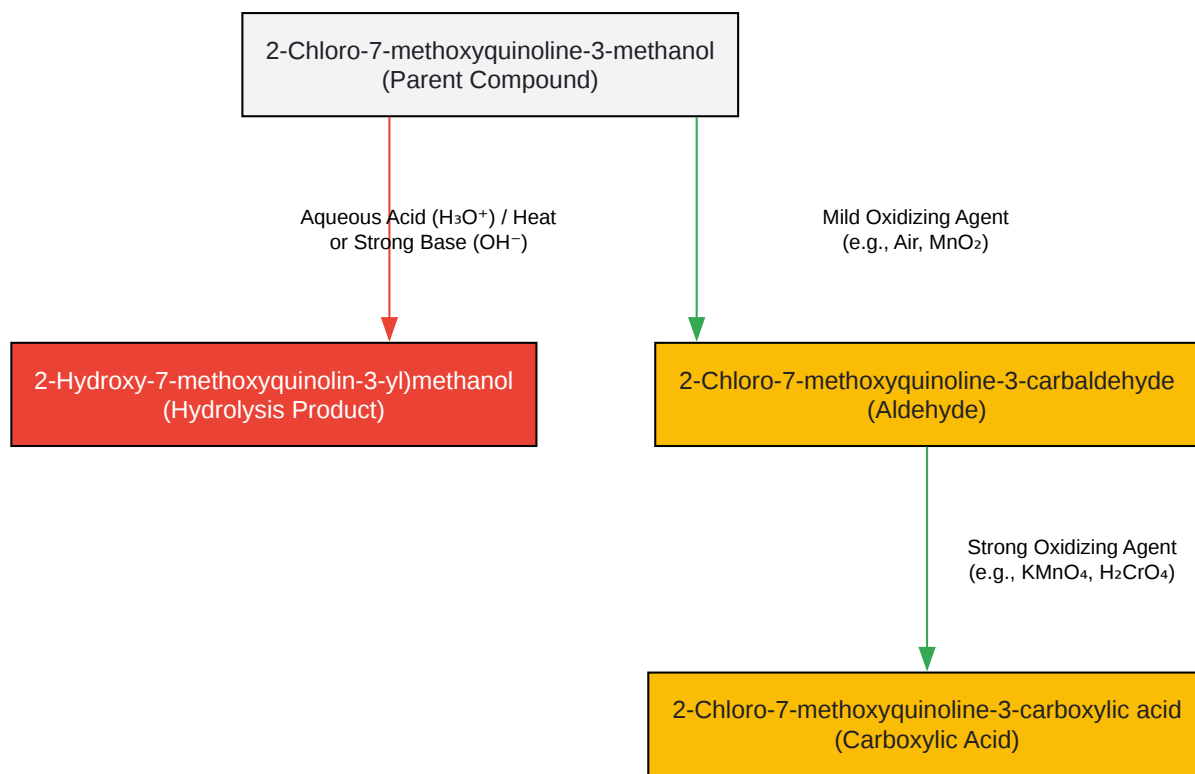 2-Chloro-7-methoxyquinoline-3-methanol
(Parent Compound)
Aqueous Acid (H₃O⁺) / Heat
or Strong Base (OH⁻)
Mild Oxidizing Agent
(e.g., Air, MnO₂)
2-Hydroxy-7-methoxyquinolin-3-yl)methanol
(Hydrolysis Product)
2-Chloro-7-methoxyquinoline-3-carbaldehyde
(Aldehyde)
Strong Oxidizing Agent
(e.g., KMnO₄, H₂CrO₄)
2-Chloro-7-methoxyquinoline-3-carboxylic acid
(Carboxylic Acid)